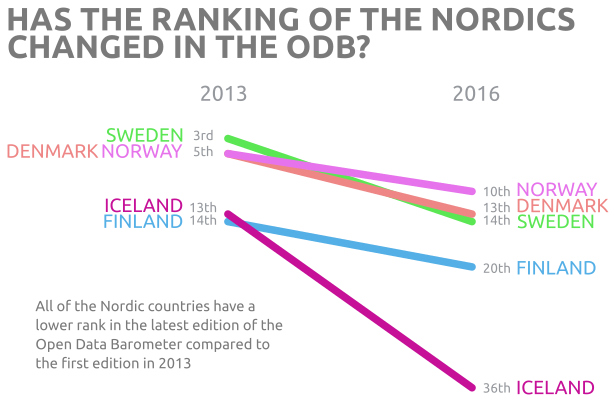 HAS THE RANKING OF THE NORDICS
CHANGED IN THE ODB?
2013 2016
SWEDEN 3rd
DENMARK NORWAY 5th
10th NORWAY
ICELAND 13th
13th DENMARK
FINLAND 14th
14th SWEDEN
20th FINLAND
All of the Nordic countries have a
lower rank in the latest edition of the
Open Data Barometer compared to
the first edition in 2013
36th ICELAND